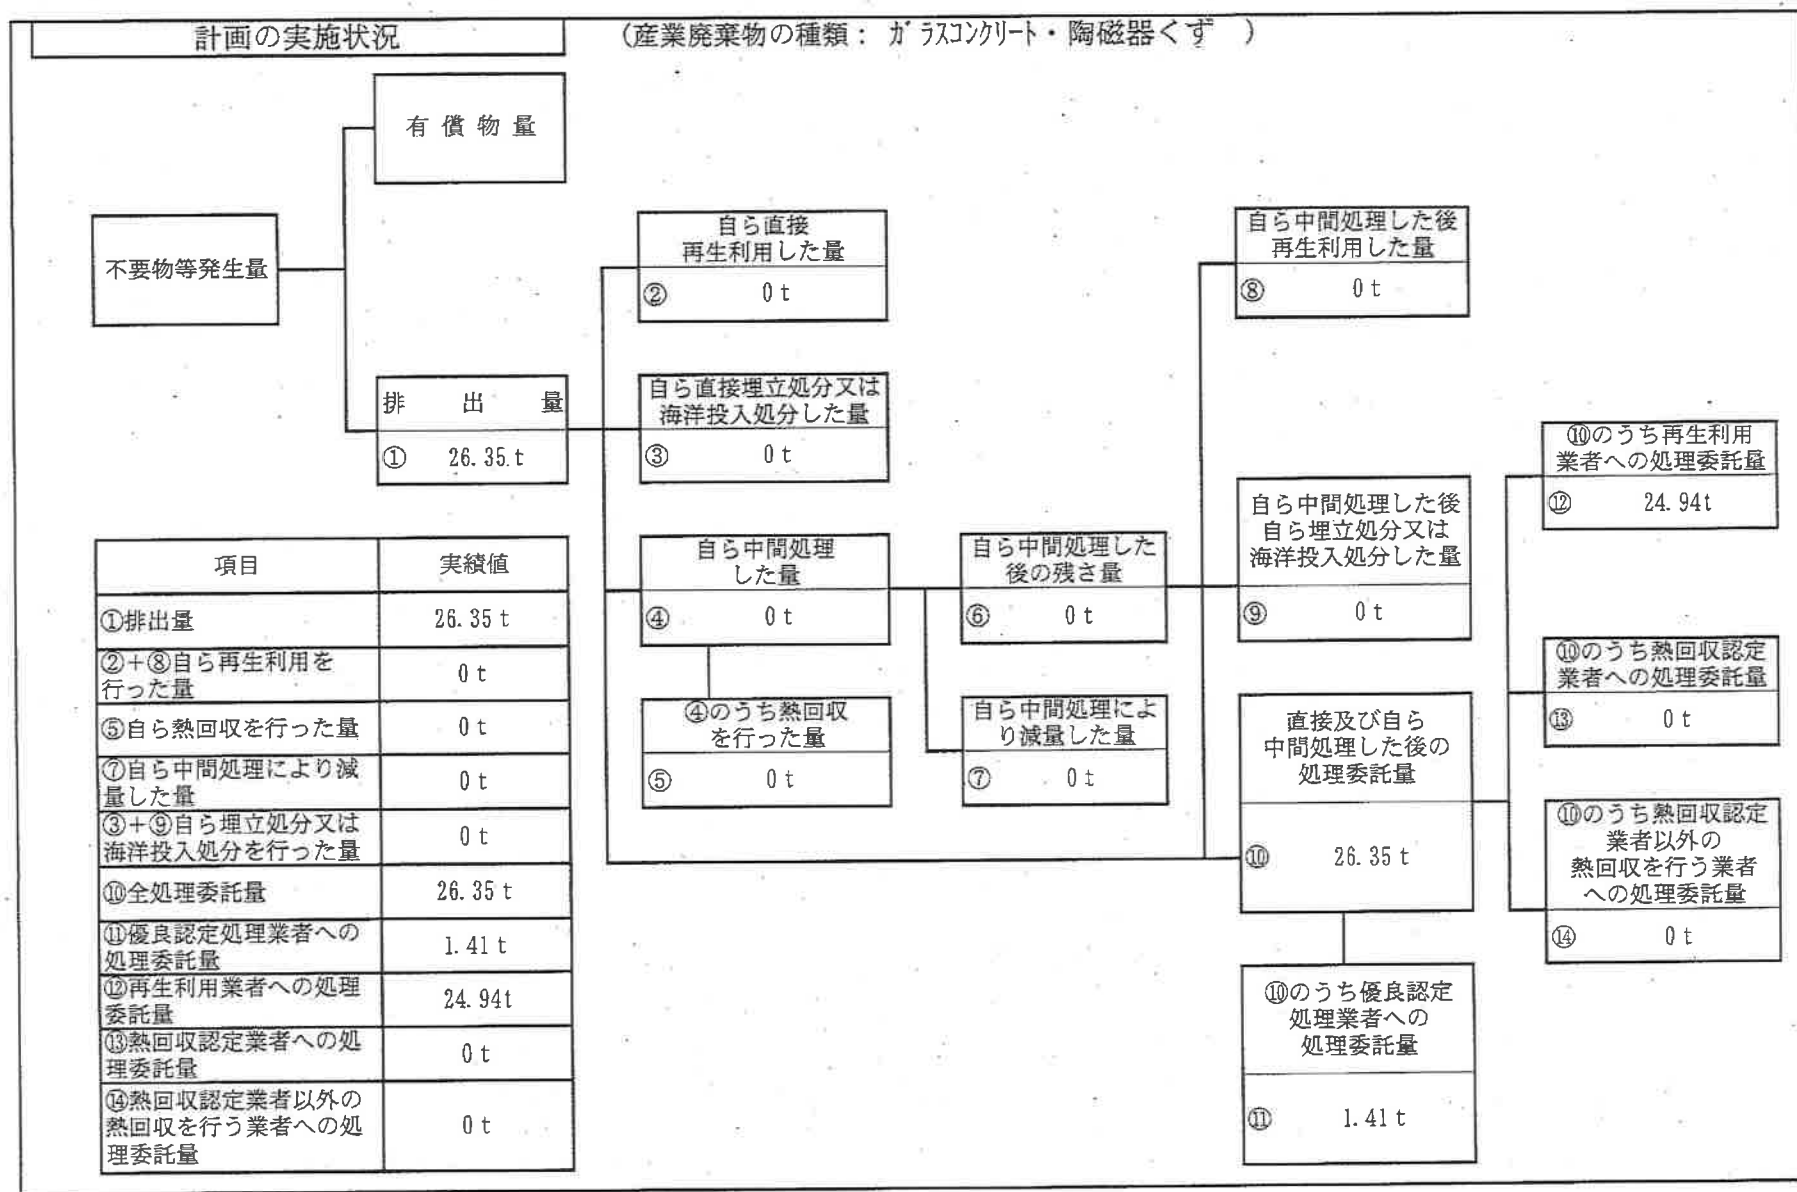 計画の実施状況
(産業廃棄物の種類： ガラスコンクリート・陶磁器くず )
有 償 物 量
不要物等発生量
排 出 量
① 26.35.t
自ら直接
再生利用した量
② 0 t
自ら直接埋立処分又は
海洋投入処分した量
③ 0 t
自ら中間処理
した量
④ 0 t
④のうち熱回収
を行った量
⑤ 0 t
自ら中間処理した
後の残さ量
⑥ 0 t
自ら中間処理によ
り減量した量
⑦ 0 t
自ら中間処理した後
再生利用した量
⑧ 0 t
自ら中間処理した後
自ら埋立処分又は
海洋投入処分した量
⑨ 0 t
直接及び自ら
中間処理した後の
処理委託量
⑩ 26.35 t
⑩のうち優良認定
処理業者への
処理委託量
⑪ 1.41 t
⑩のうち再生利用
業者への処理委託量
⑫ 24.94t
⑩のうち熱回収認定
業者への処理委託量
⑬ 0 t
⑩のうち熱回収認定
業者以外の
熱回収を行う業者
への処理委託量
⑭ 0 t
項目 実績値
①排出量 26.35 t
②+⑧自ら再生利用を
行った量 0 t
⑤自ら熱回収を行った量 0 t
⑦自ら中間処理により減
量した量 0 t
③+⑨自ら埋立処分又は
海洋投入処分を行った量 0 t
⑩全処理委託量 26.35 t
⑪優良認定処理業者への
処理委託量 1.41 t
⑫再生利用業者への処理
委託量 24.94t
⑬熱回収認定業者への処
理委託量 0 t
⑭熱回収認定業者以外の
熱回収を行う業者への処
理委託量 0 t